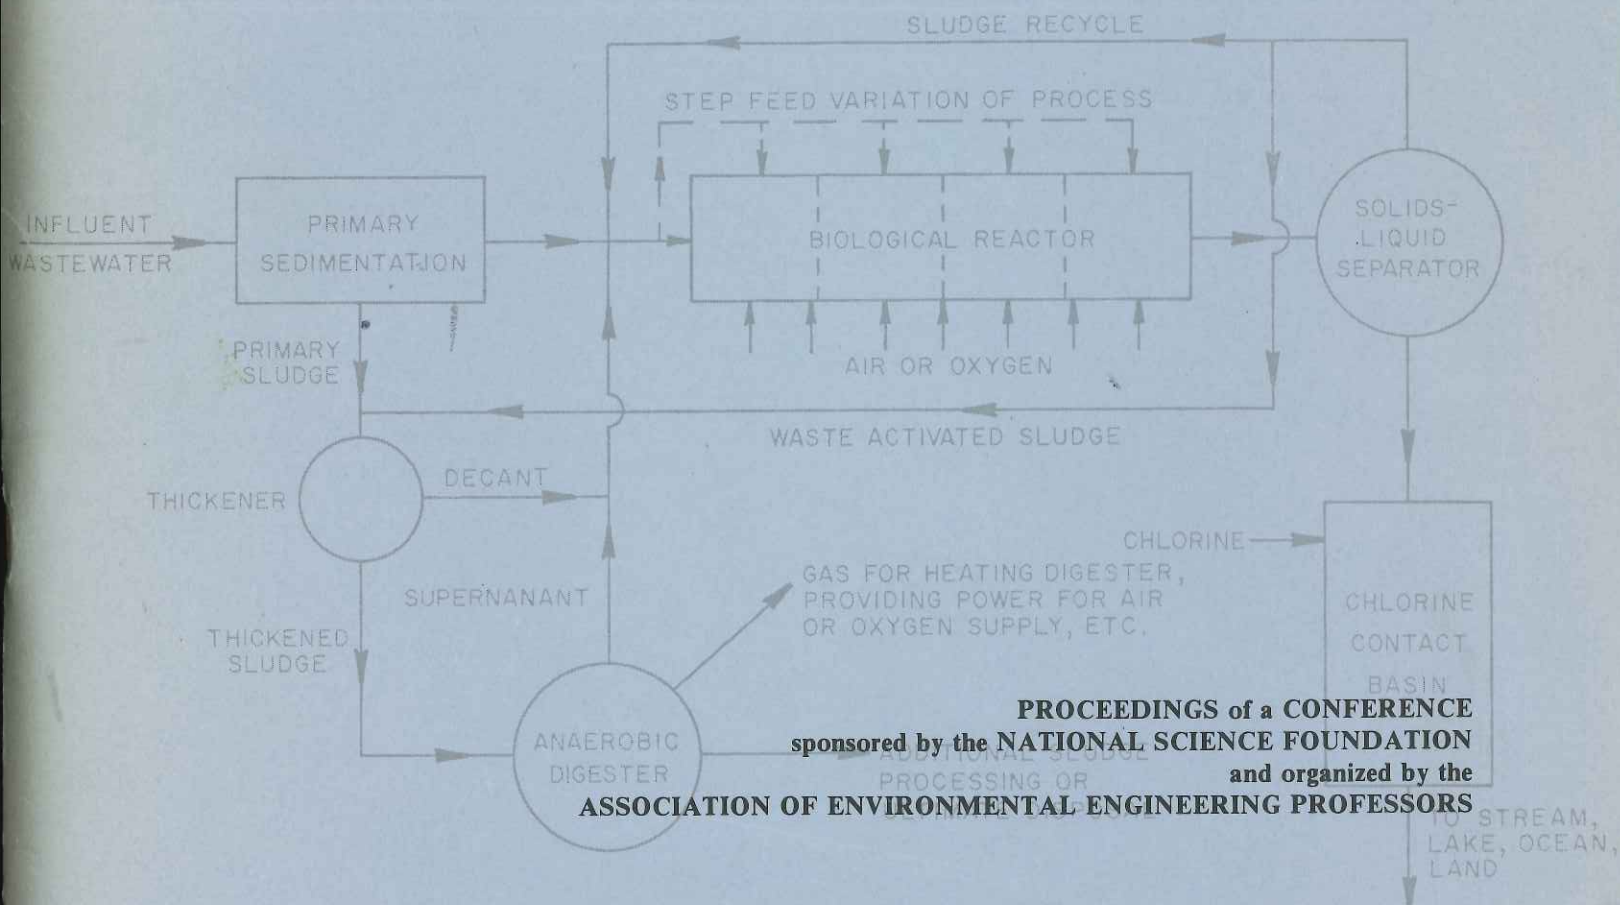 SLUDGE RECYCLE
STEP FEED VARIATION OF PROCESS
INFLUENT
WASTEWATER
PRIMARY
SEDIMENTATION
BIOLOGICAL REACTOR
SOLIDS-
LIQUID
SEPARATOR
PRIMARY
SLUDGE
AIR OR OXYGEN
WASTE ACTIVATED SLUDGE
THICKENER
DECANT
CHLORINE
GAS FOR HEATING DIGESTER,
PROVIDING POWER FOR AIR
OR OXYGEN SUPPLY, ETC.
SUPERNANANT
THICKENED
SLUDGE
CHLORINE
CONTACT
BASIN
ANAEROBIC
DIGESTER
ADDITIONAL SLUDGE
PROCESSING OR
PROCEEDINGS of a CONFERENCE
sponsored by the NATIONAL SCIENCE FOUNDATION
and organized by the
ASSOCIATION OF ENVIRONMENTAL ENGINEERING PROFESSORS
TO STREAM,
LAKE, OCEAN,
LAND